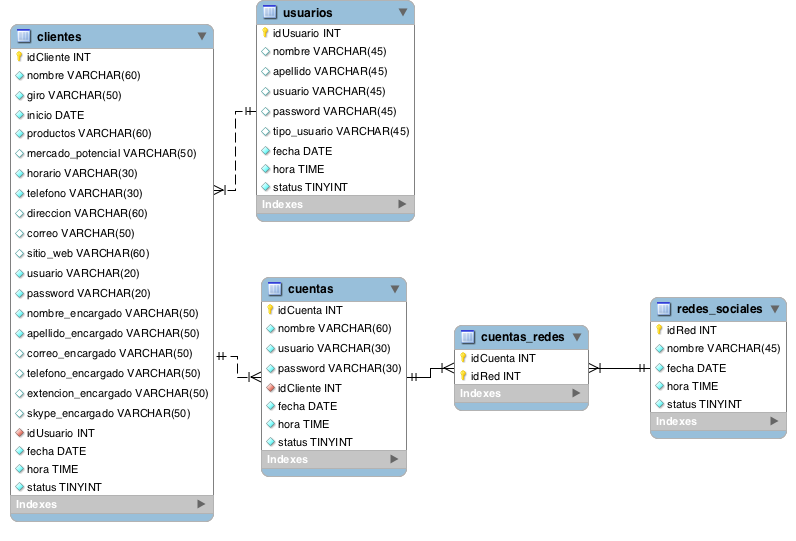 clientes
idCliente INT
nombre VARCHAR(60)
giro VARCHAR(50)
inicio DATE
productos VARCHAR(60)
mercado_potencial VARCHAR(50)
horario VARCHAR(30)
telefono VARCHAR(30)
direccion VARCHAR(60)
correo VARCHAR(50)
sitio_web VARCHAR(60)
usuario VARCHAR(20)
password VARCHAR(20)
nombre_encargado VARCHAR(50)
apellido_encargado VARCHAR(50)
correo_encargado VARCHAR(50)
telefono_encargado VARCHAR(50)
extencion_encargado VARCHAR(50)
skype_encargado VARCHAR(50)
idUsuario INT
fecha DATE
hora TIME
status TINYINT
Indexes
usuarios
idUsuario INT
nombre VARCHAR(45)
apellido VARCHAR(45)
usuario VARCHAR(45)
password VARCHAR(45)
tipo_usuario VARCHAR(45)
fecha DATE
hora TIME
status TINYINT
Indexes
cuentas
idCuenta INT
nombre VARCHAR(60)
usuario VARCHAR(30)
password VARCHAR(30)
idCliente INT
fecha DATE
hora TIME
status TINYINT
Indexes
cuentas_redes
idCuenta INT
idRed INT
Indexes
redes_sociales
idRed INT
nombre VARCHAR(45)
fecha DATE
hora TIME
status TINYINT
Indexes